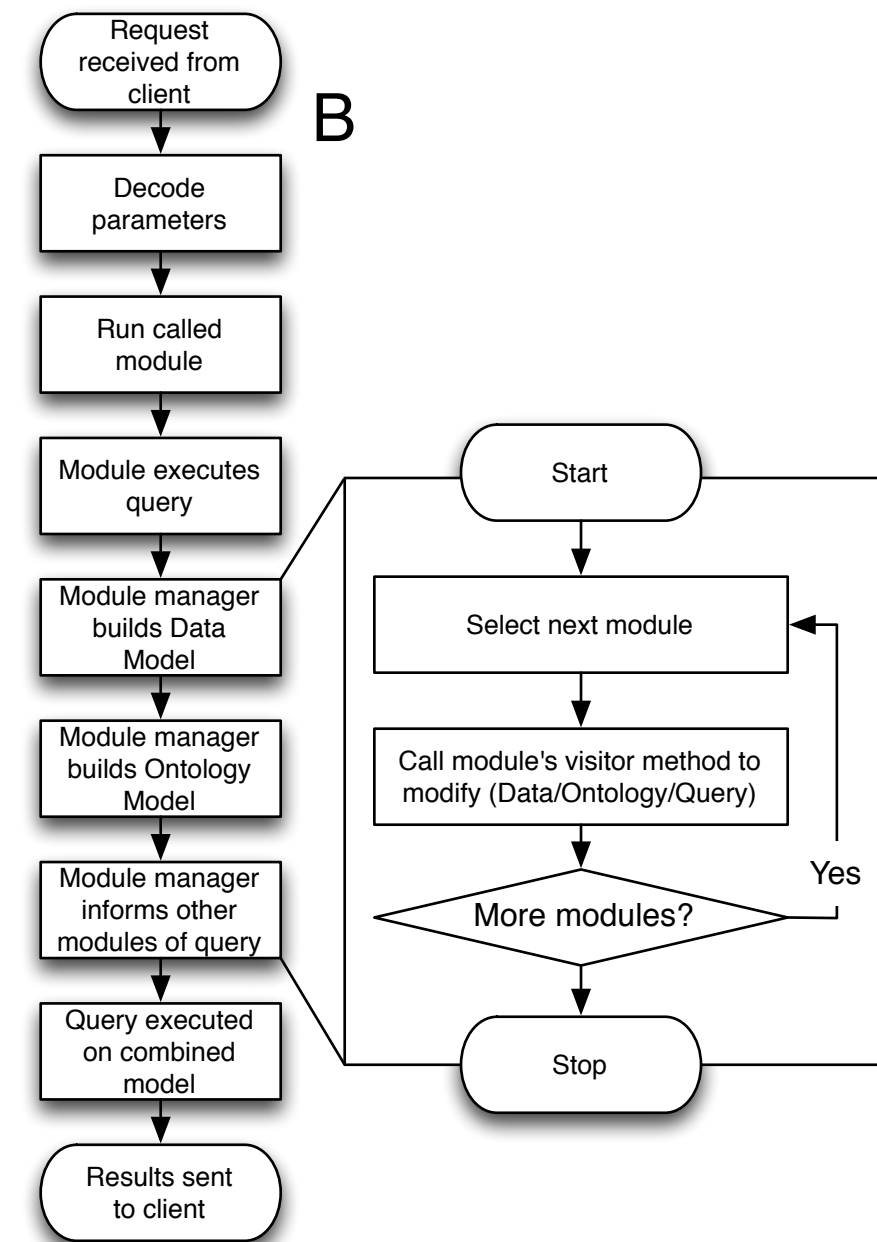 Request
received from
client
B
Decode
parameters
Run called
module
Module executes
query
Module manager
builds Data
Model
Module manager
builds Ontology
Model
Module manager
informs other
modules of query
Query executed
on combined
model
Results sent
to client
Start
Select next module
Call module's visitor method to
modify (Data/Ontology/Query)
More modules?
Yes
Stop